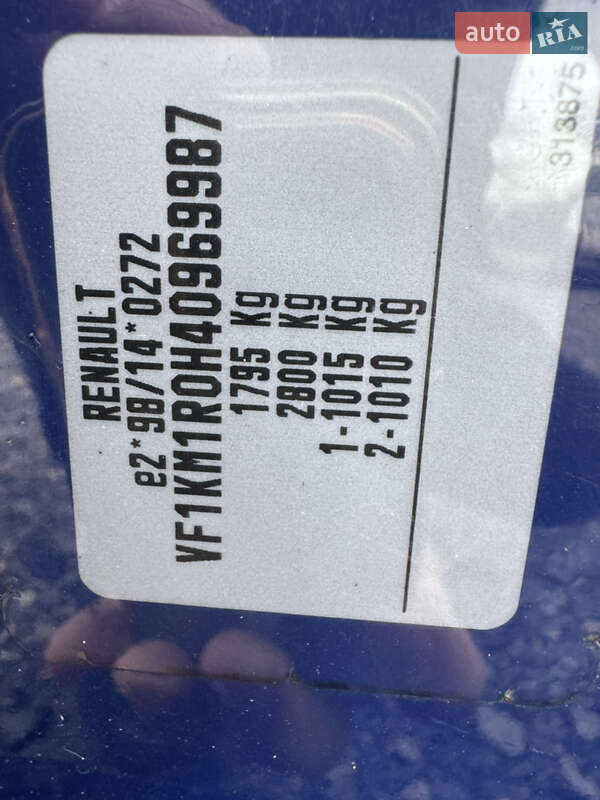 RENAULT
e2*98/14*0272
VF1KM1R0H40969987
1795 Kg
2800 Kg
1-1015 Kg
2-1010 Kg
313875
auto RIA.com